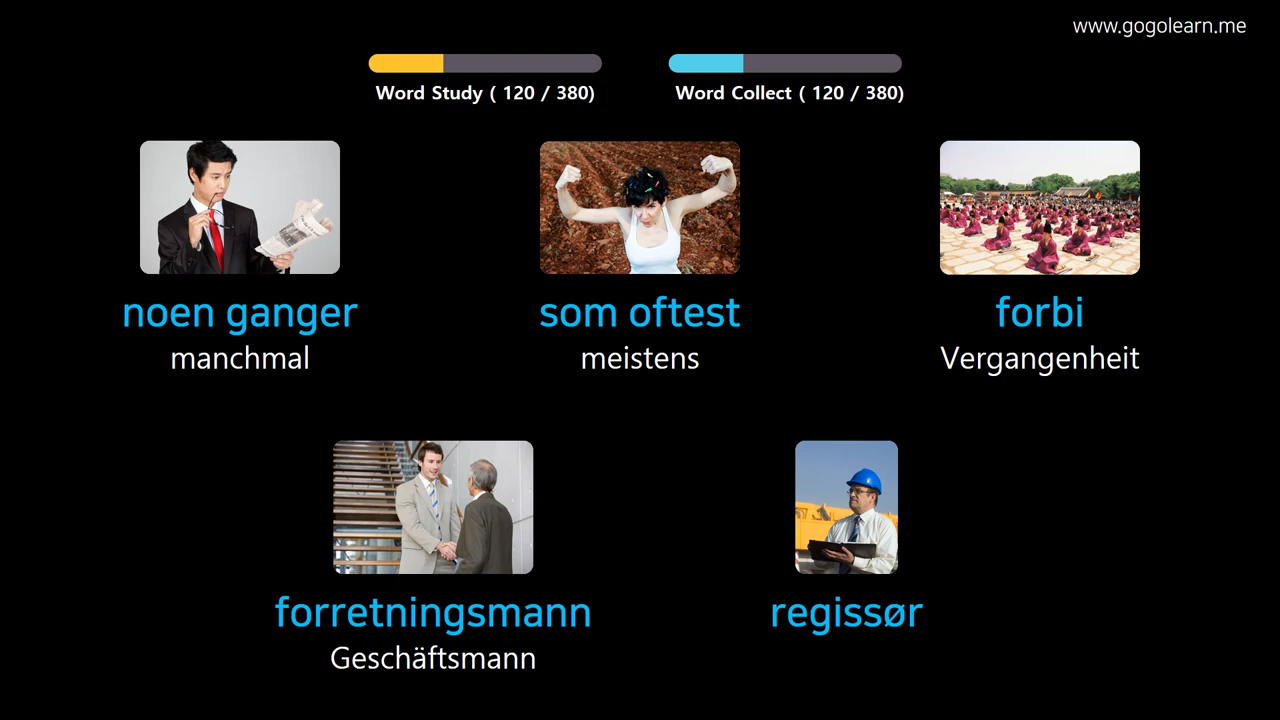 www.gogolearn.me
Word Study ( 120 / 380)
Word Collect ( 120 / 380)
noen ganger
som oftest
forbi
manchmal
meistens
Vergangenheit
forretningsmann
regissør
Geschäftsmann